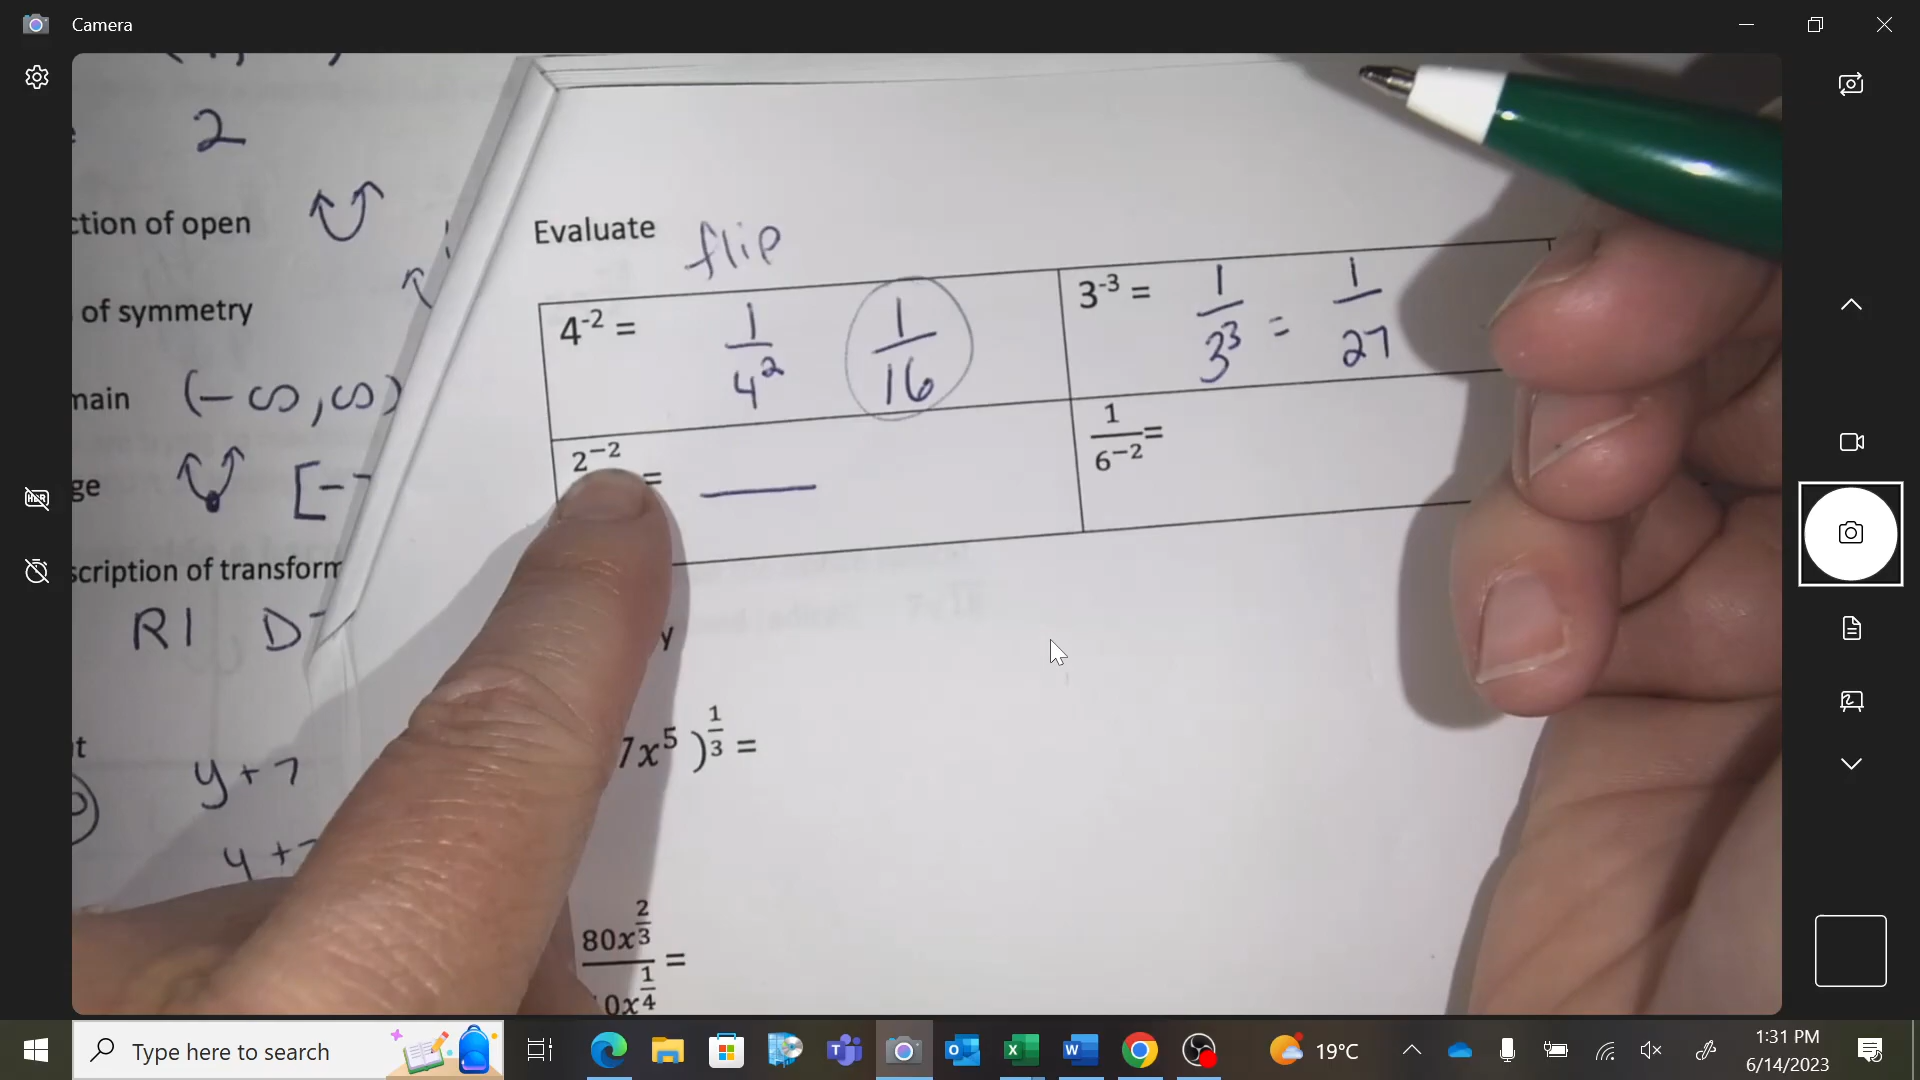 Camera
2
ction of open
of symmetry
main (-∞,∞)
ge [-
scription of transform
R1 D
y+7
Evaluate flip
4⁻² = 1/4² 1/16
3⁻³ = 1/3³ = 1/27
2⁻² =
1/6⁻² =
7x⁵ )^(1/3) =
80x^(2/3) / 0x^(1/4) =
Type here to search
19°C
1:31 PM
6/14/2023